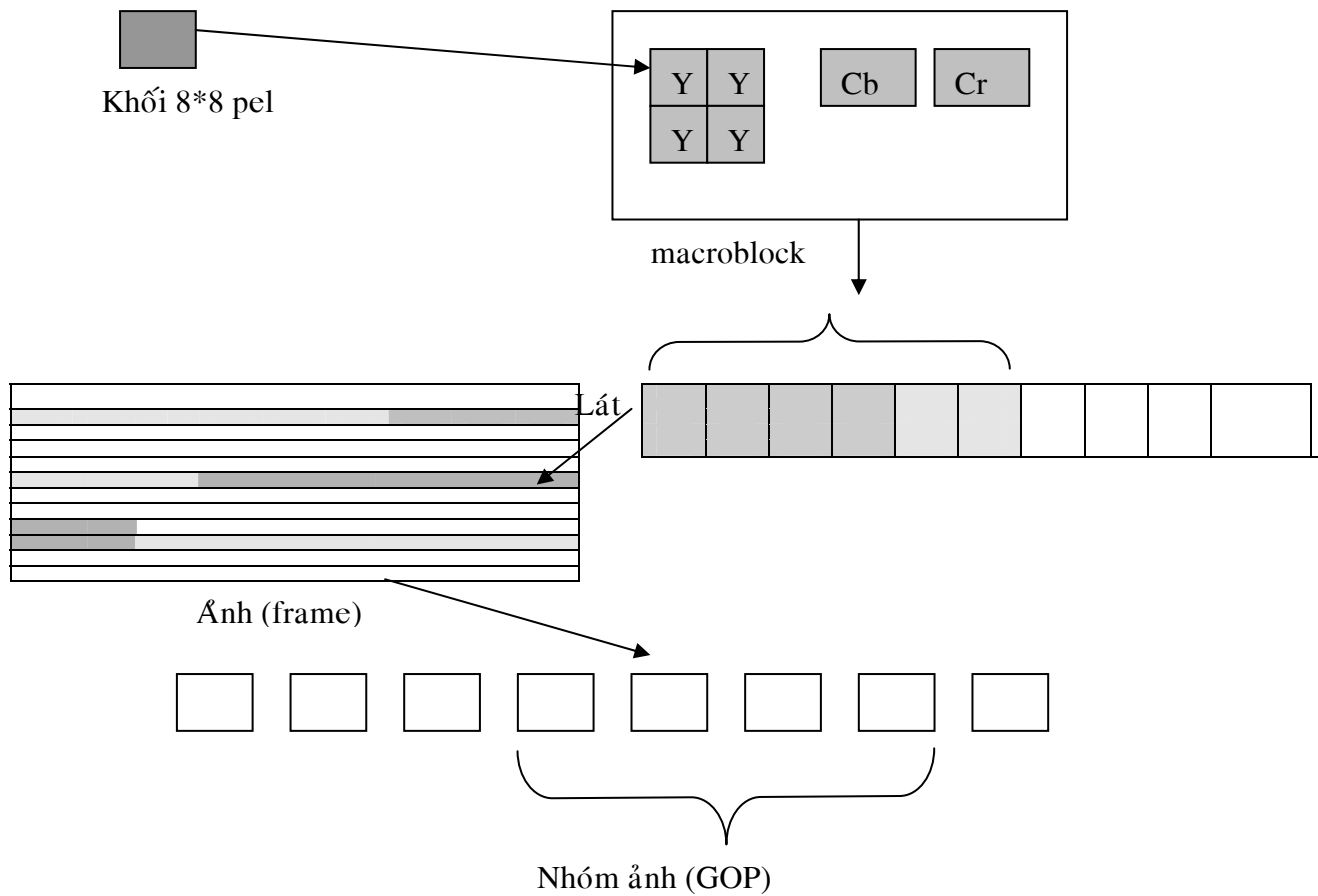 Khối 8*8 pel
Y Y
Y Y
Cb
Cr
macroblock
Lát
Ảnh (frame)
Nhóm ảnh (GOP)